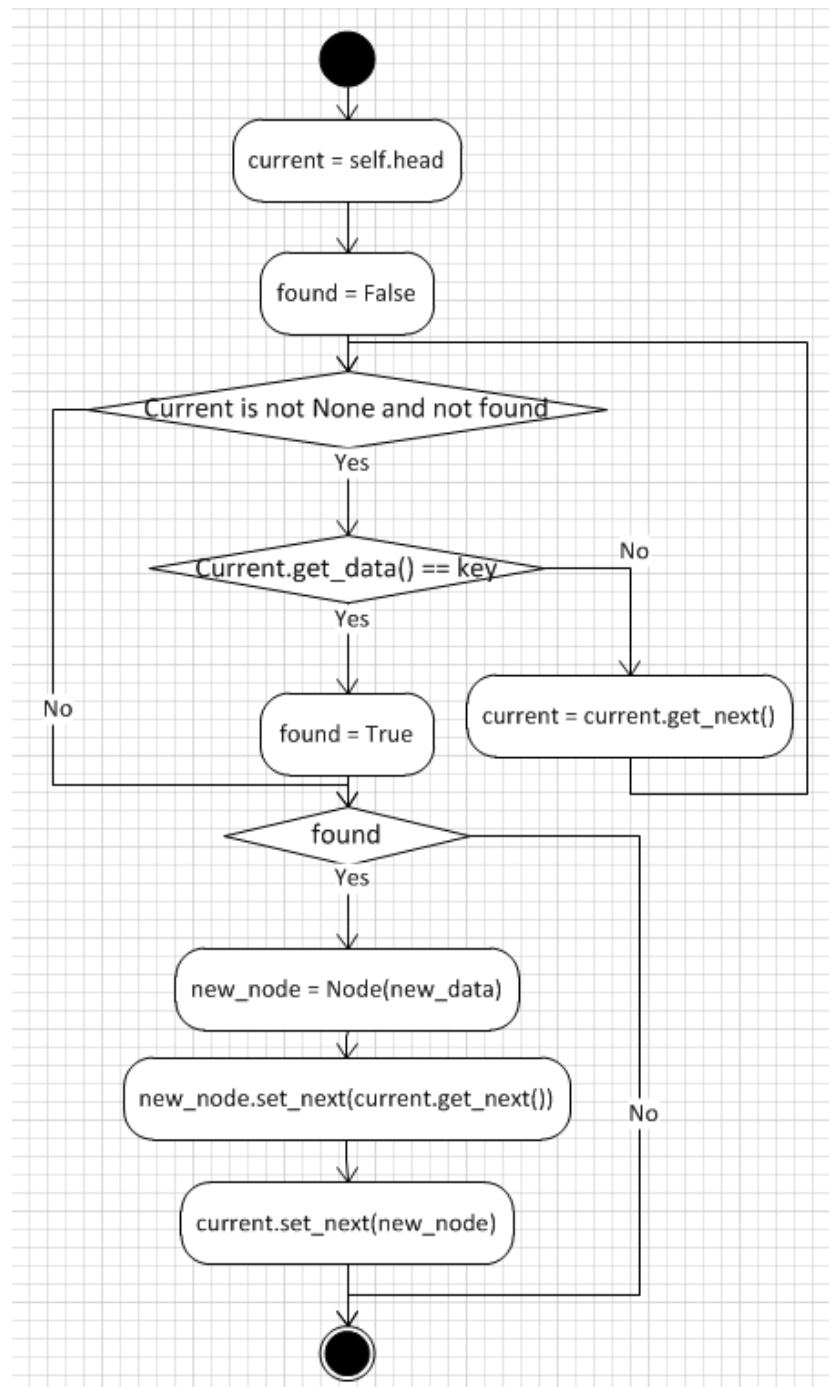 current = self.head
found = False
Current is not None and not found
Yes
Current.get_data() == key
No
Yes
No
found = True
current = current.get_next()
found
Yes
new_node = Node(new_data)
new_node.set_next(current.get_next())
No
current.set_next(new_node)